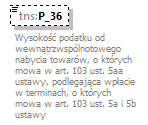 tns:P_36
Wysokość podatku od
wewnątrzwspólnotowego
nabycia towarów, o których
mowa w art. 103 ust. 5aa
ustawy, podlegająca wpłacie
w terminach, o których
mowa w art. 103 ust. 5a i 5b
ustawy